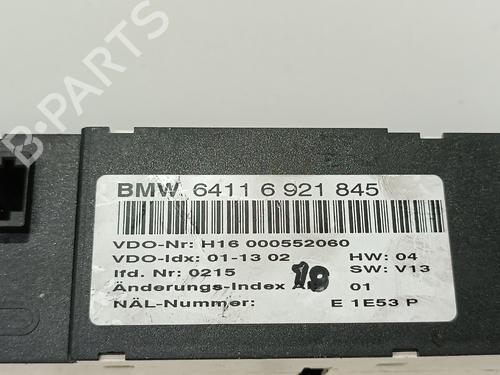 B-PARTS
BMW 6411 6 921 845
VDO-Nr: H16 000552060
VDO-Idx: 01-13 02 HW: 04
lfd. Nr: 0215 SW: V13
Änderungs-Index 01
19
NÄL-Nummer: E 1E53 P